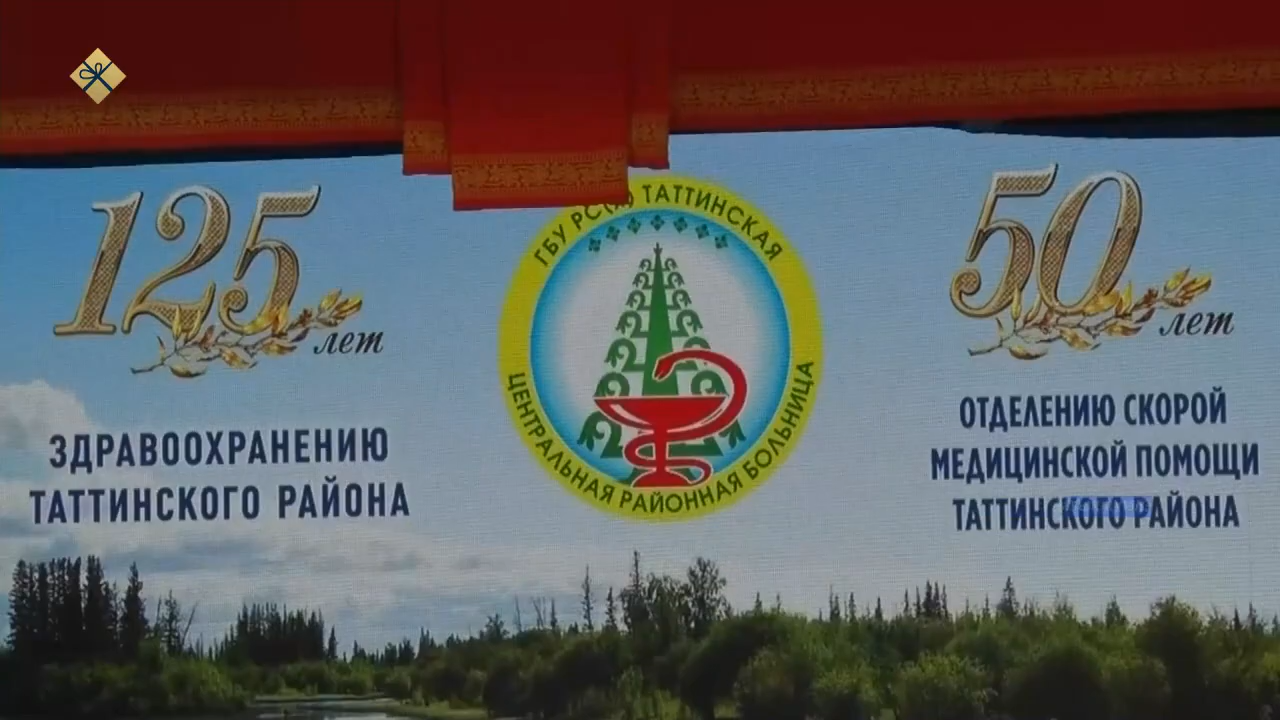 125 лет
ЗДРАВООХРАНЕНИЮ
ТАТТИНСКОГО РАЙОНА
ГБУ РС(Я) ТАТТИНСКАЯ
ЦЕНТРАЛЬНАЯ РАЙОННАЯ БОЛЬНИЦА
50 лет
ОТДЕЛЕНИЮ СКОРОЙ
МЕДИЦИНСКОЙ ПОМОЩИ
ТАТТИНСКОГО РАЙОНА